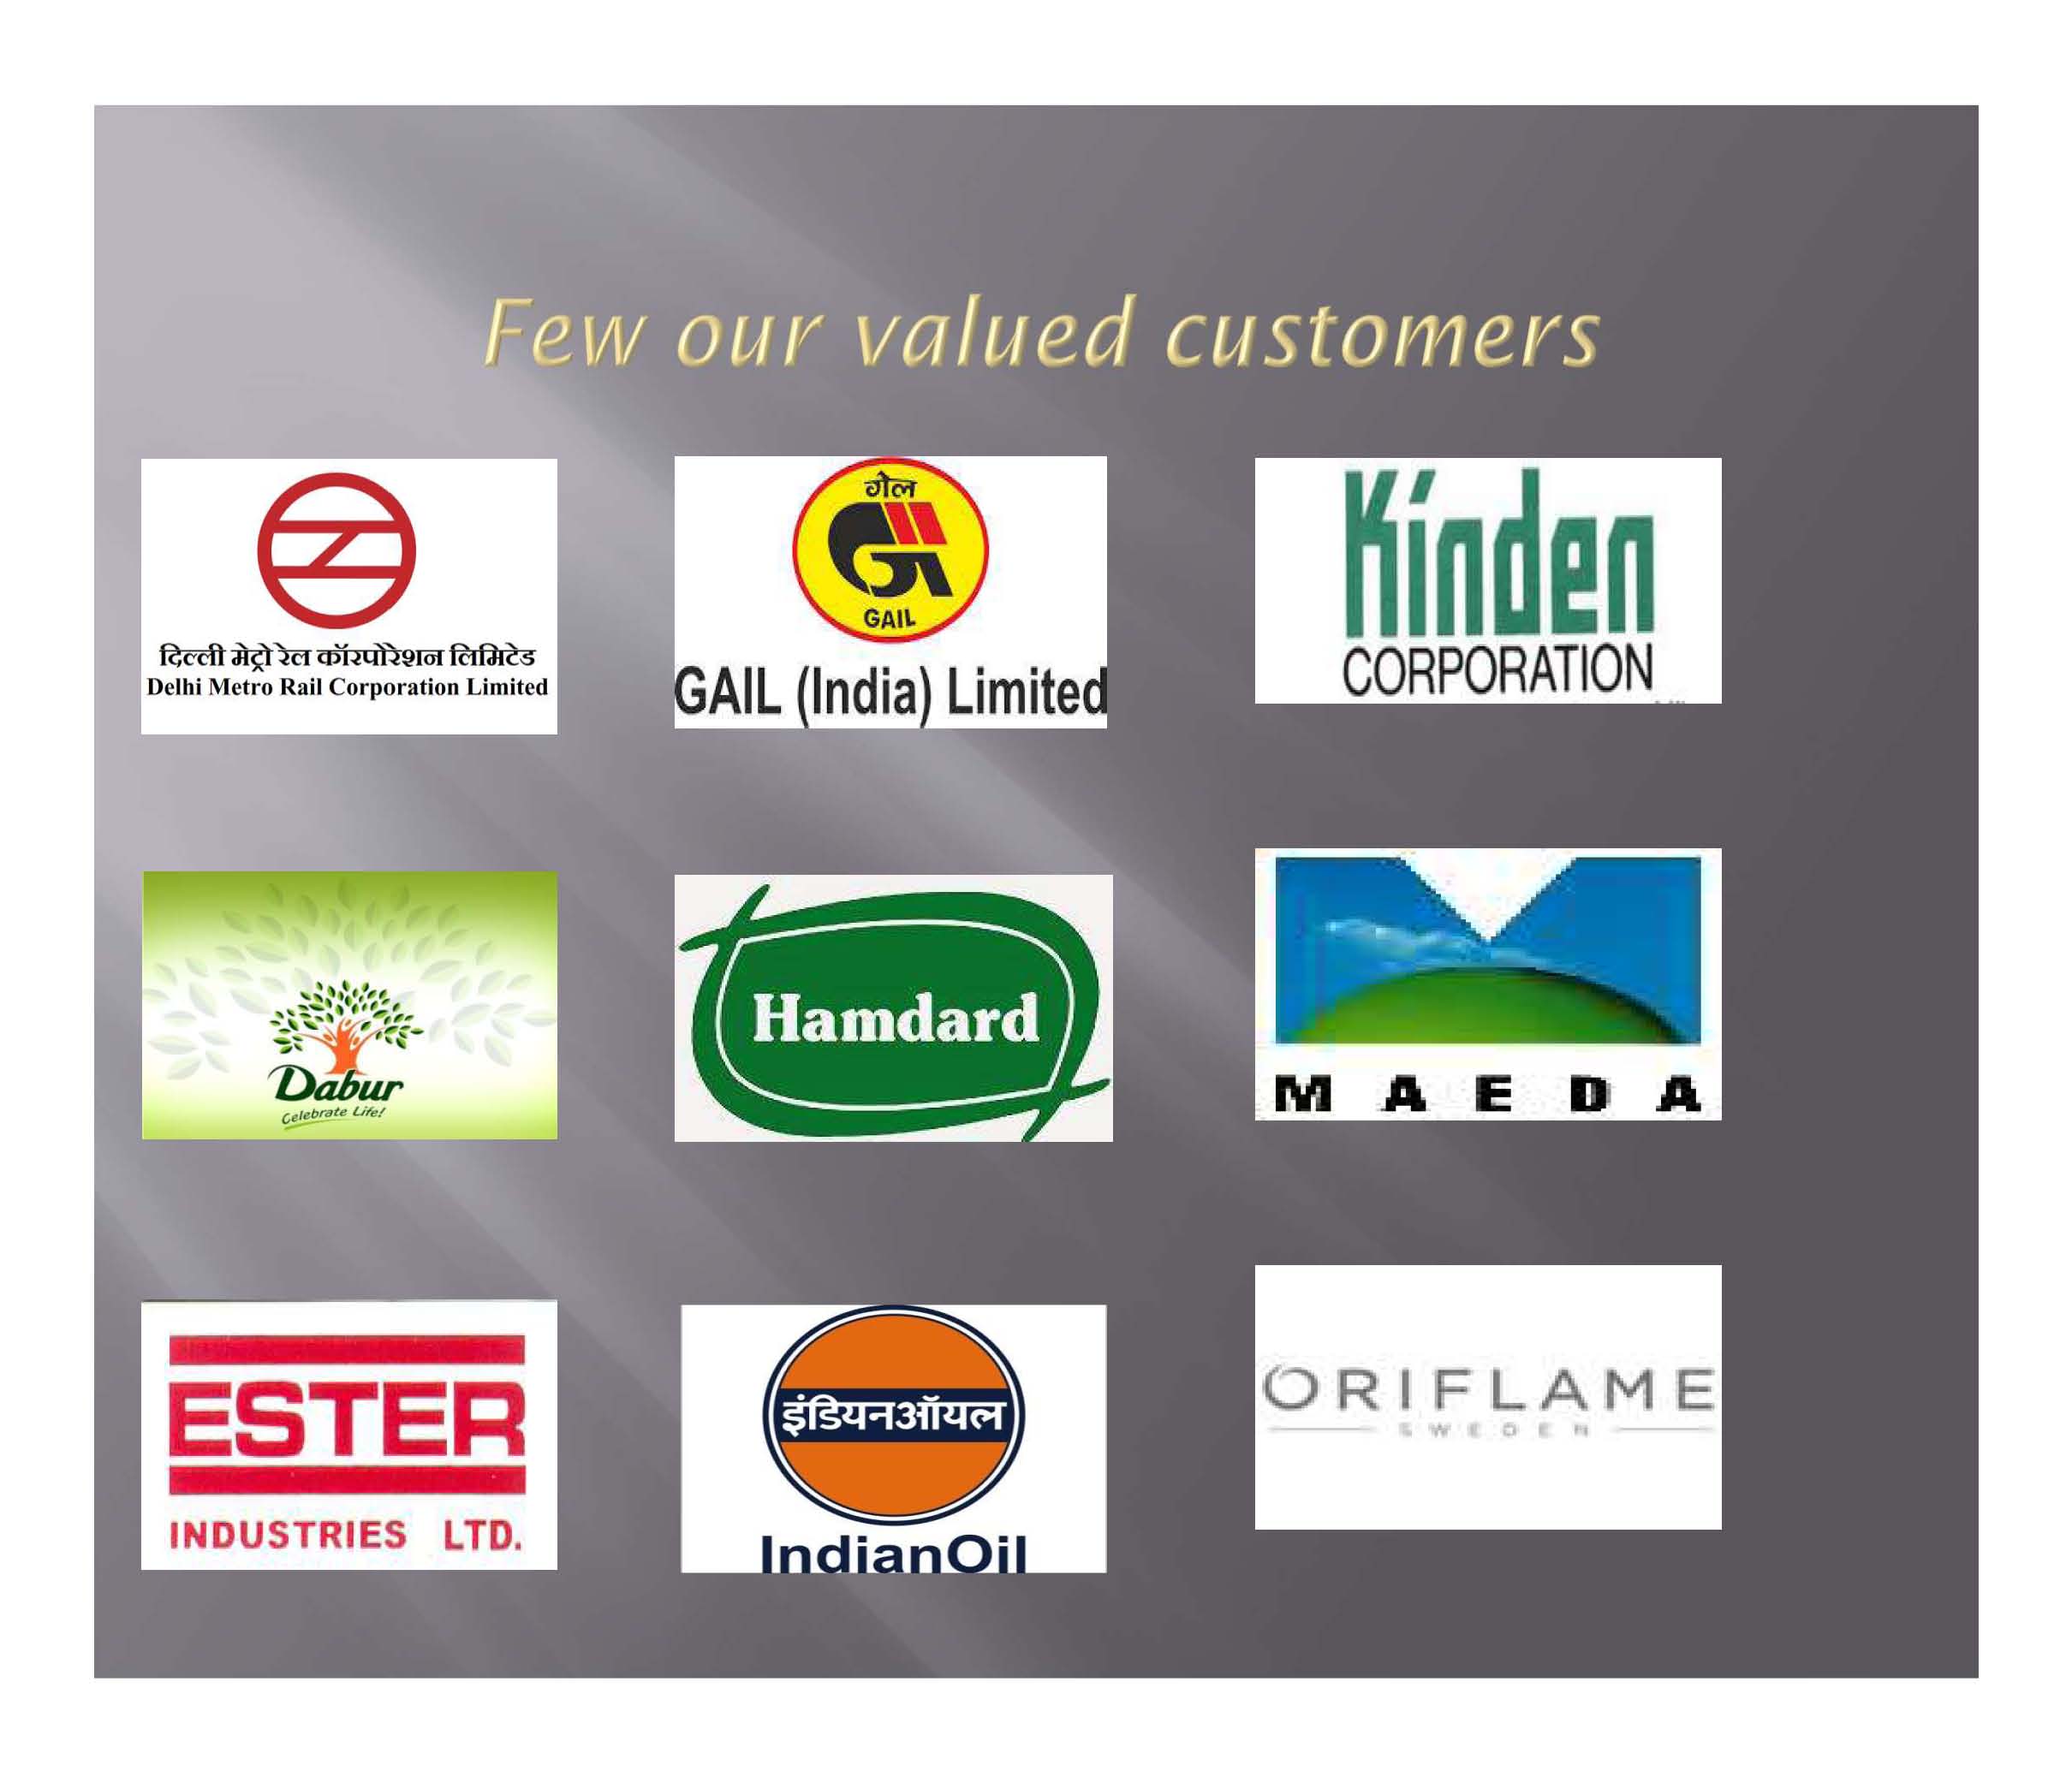 Few our valued customers
दिल्ली मेट्रो रेल कॉरपोरेशन लिमिटेड
Delhi Metro Rail Corporation Limited
गेल
GAIL
GAIL (India) Limited
Kinden
CORPORATION
Dabur
Celebrate Life!
Hamdard
MAEDA
ESTER
INDUSTRIES LTD.
इंडियनऑयल
IndianOil
ORIFLAME
SWEDEN